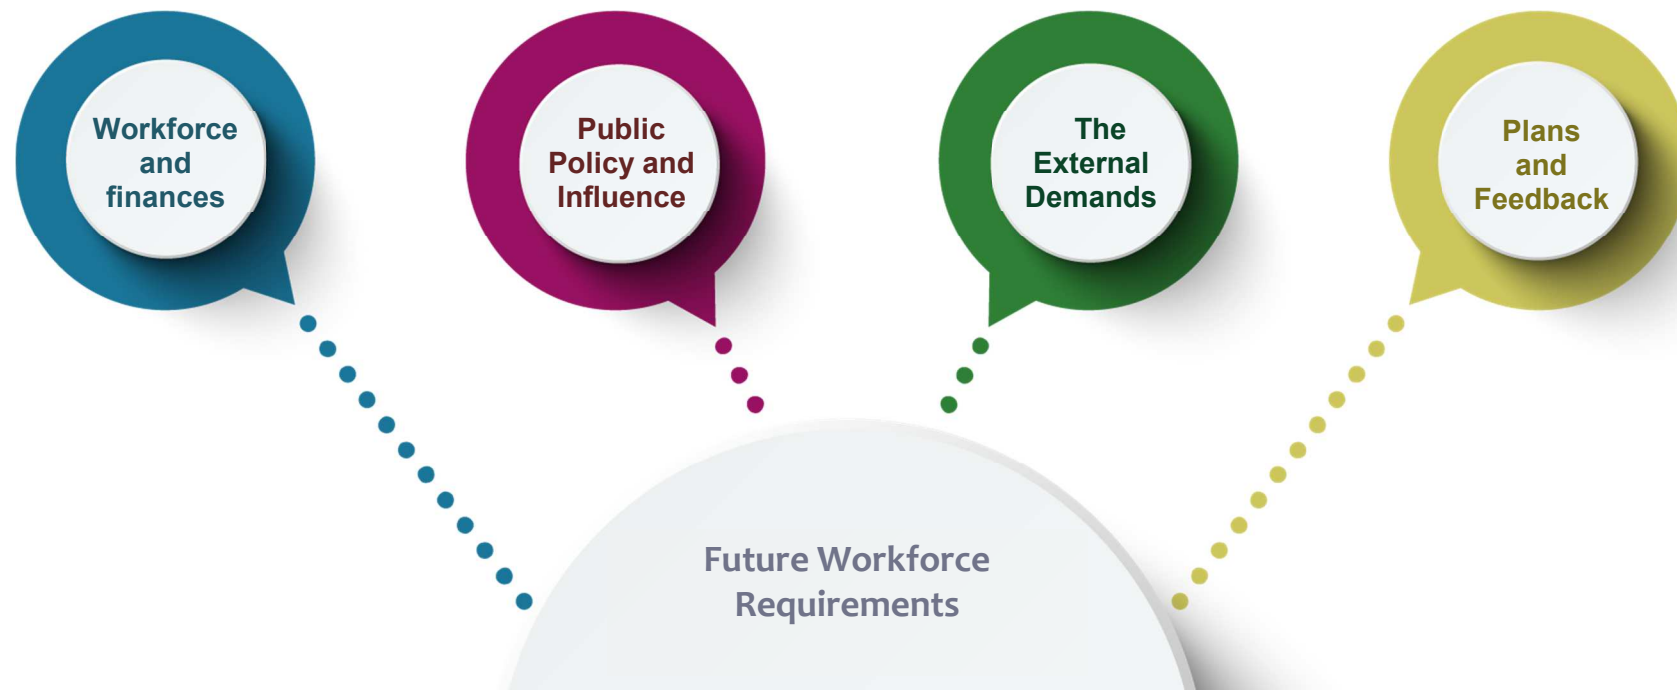 Workforce
and
finances
Public
Policy and
Influence
The
External
Demands
Plans
and
Feedback
Future Workforce
Requirements